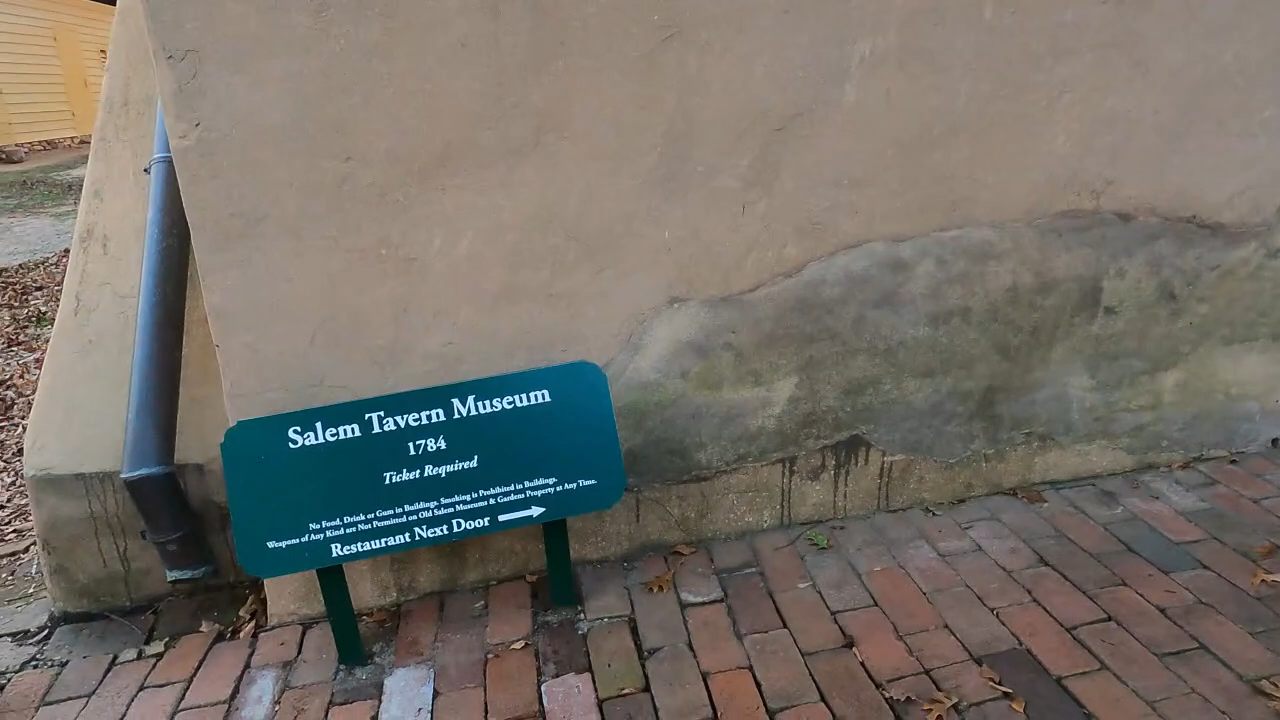 Salem Tavern Museum
1784
Ticket Required
No Food, Drink or Gum in Buildings. Smoking is Prohibited in Buildings.
Weapons of Any Kind are Not Permitted on Old Salem Museums & Gardens Property at Any Time.
Restaurant Next Door